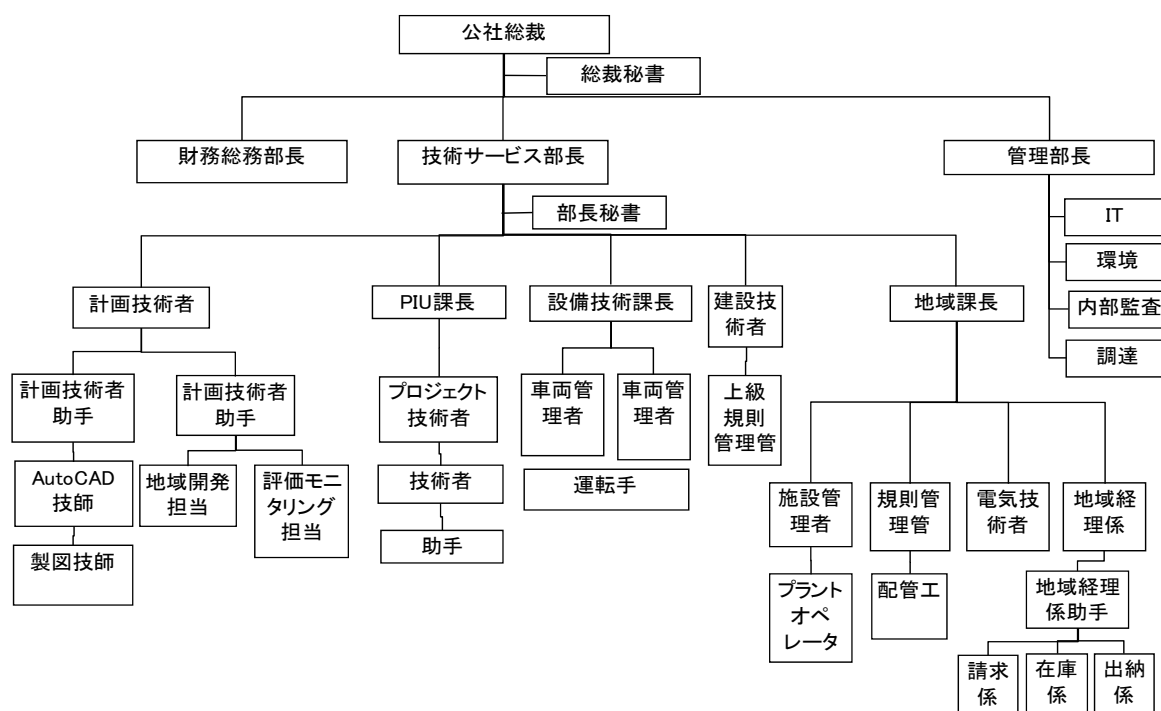 公社総裁
総裁秘書
財務総務部長
技術サービス部長
管理部長
部長秘書
IT
環境
内部監査
調達
計画技術者
PIU課長
設備技術課長
建設技
術者
地域課長
計画技術者
助手
計画技術者
助手
プロジェクト
技術者
車両管
理者
車両管
理者
上級
規則
管理管
AutoCAD
技師
地域開発
担当
評価モニ
タリング
担当
技術者
運転手
施設管
理者
規則管
理管
電気技
術者
地域経
理係
製図技師
助手
プラント
オペ
レータ
配管工
地域経理
係助手
請求
係
在庫
係
出納
係